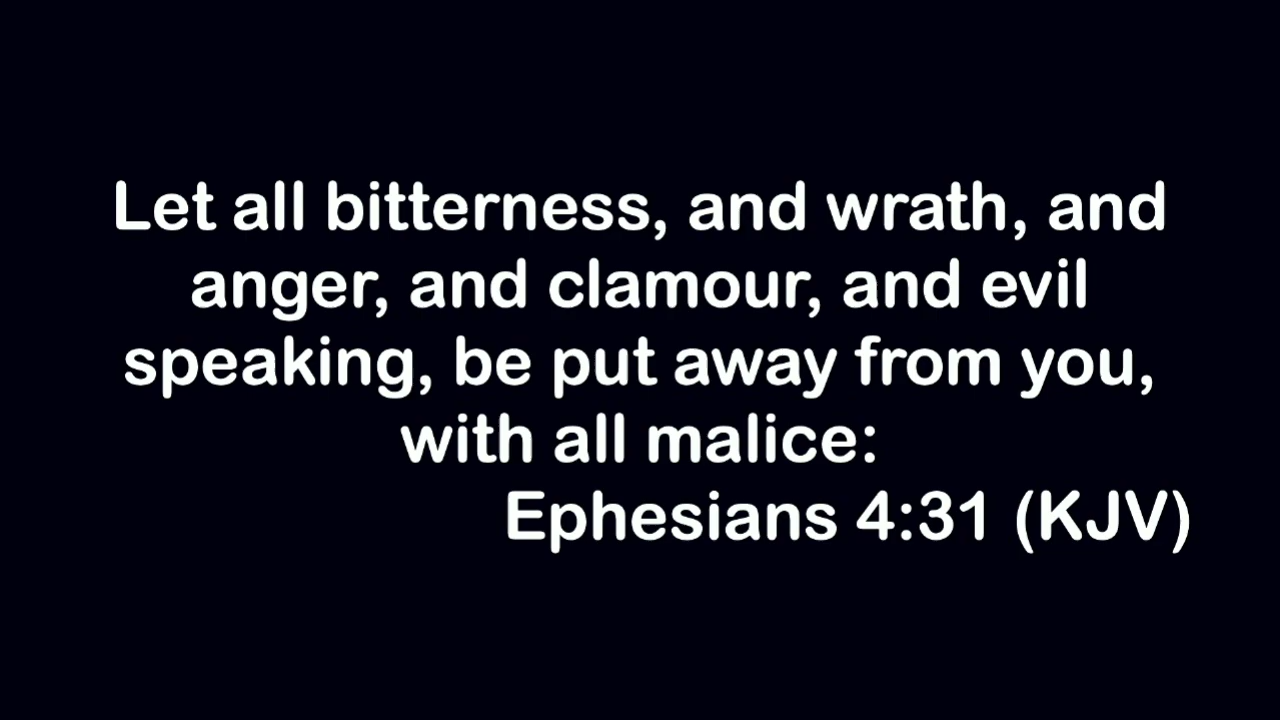 Let all bitterness, and wrath, and
anger, and clamour, and evil
speaking, be put away from you,
with all malice:
Ephesians 4:31 (KJV)